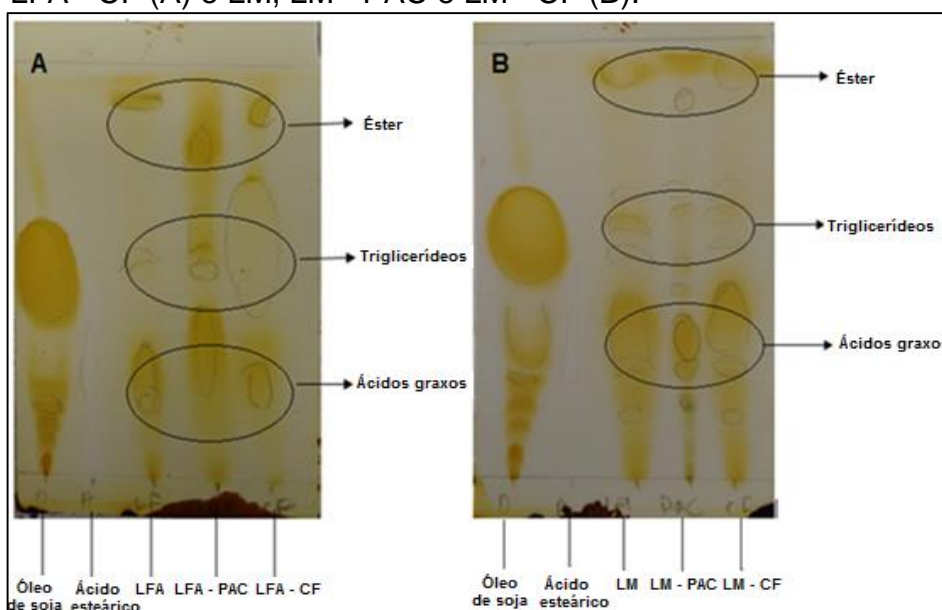 LFA - CF (A) e LM, LM - PAC e LM - CF (B).
A
Éster
Triglicerídeos
Ácidos graxos
Óleo de soja
Ácido esteárico
LFA
LFA - PAC
LFA - CF
B
Éster
Triglicerídeos
Ácidos graxo
Óleo de soja
Ácido esteárico
LM
LM - PAC
LM - CF